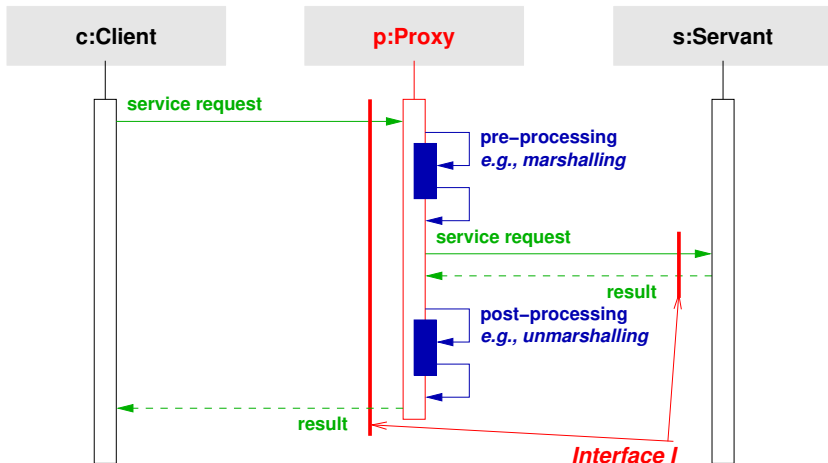 c:Client
p:Proxy
s:Servant
service request
pre−processing
e.g., marshalling
service request
result
post−processing
e.g., unmarshalling
result
Interface I